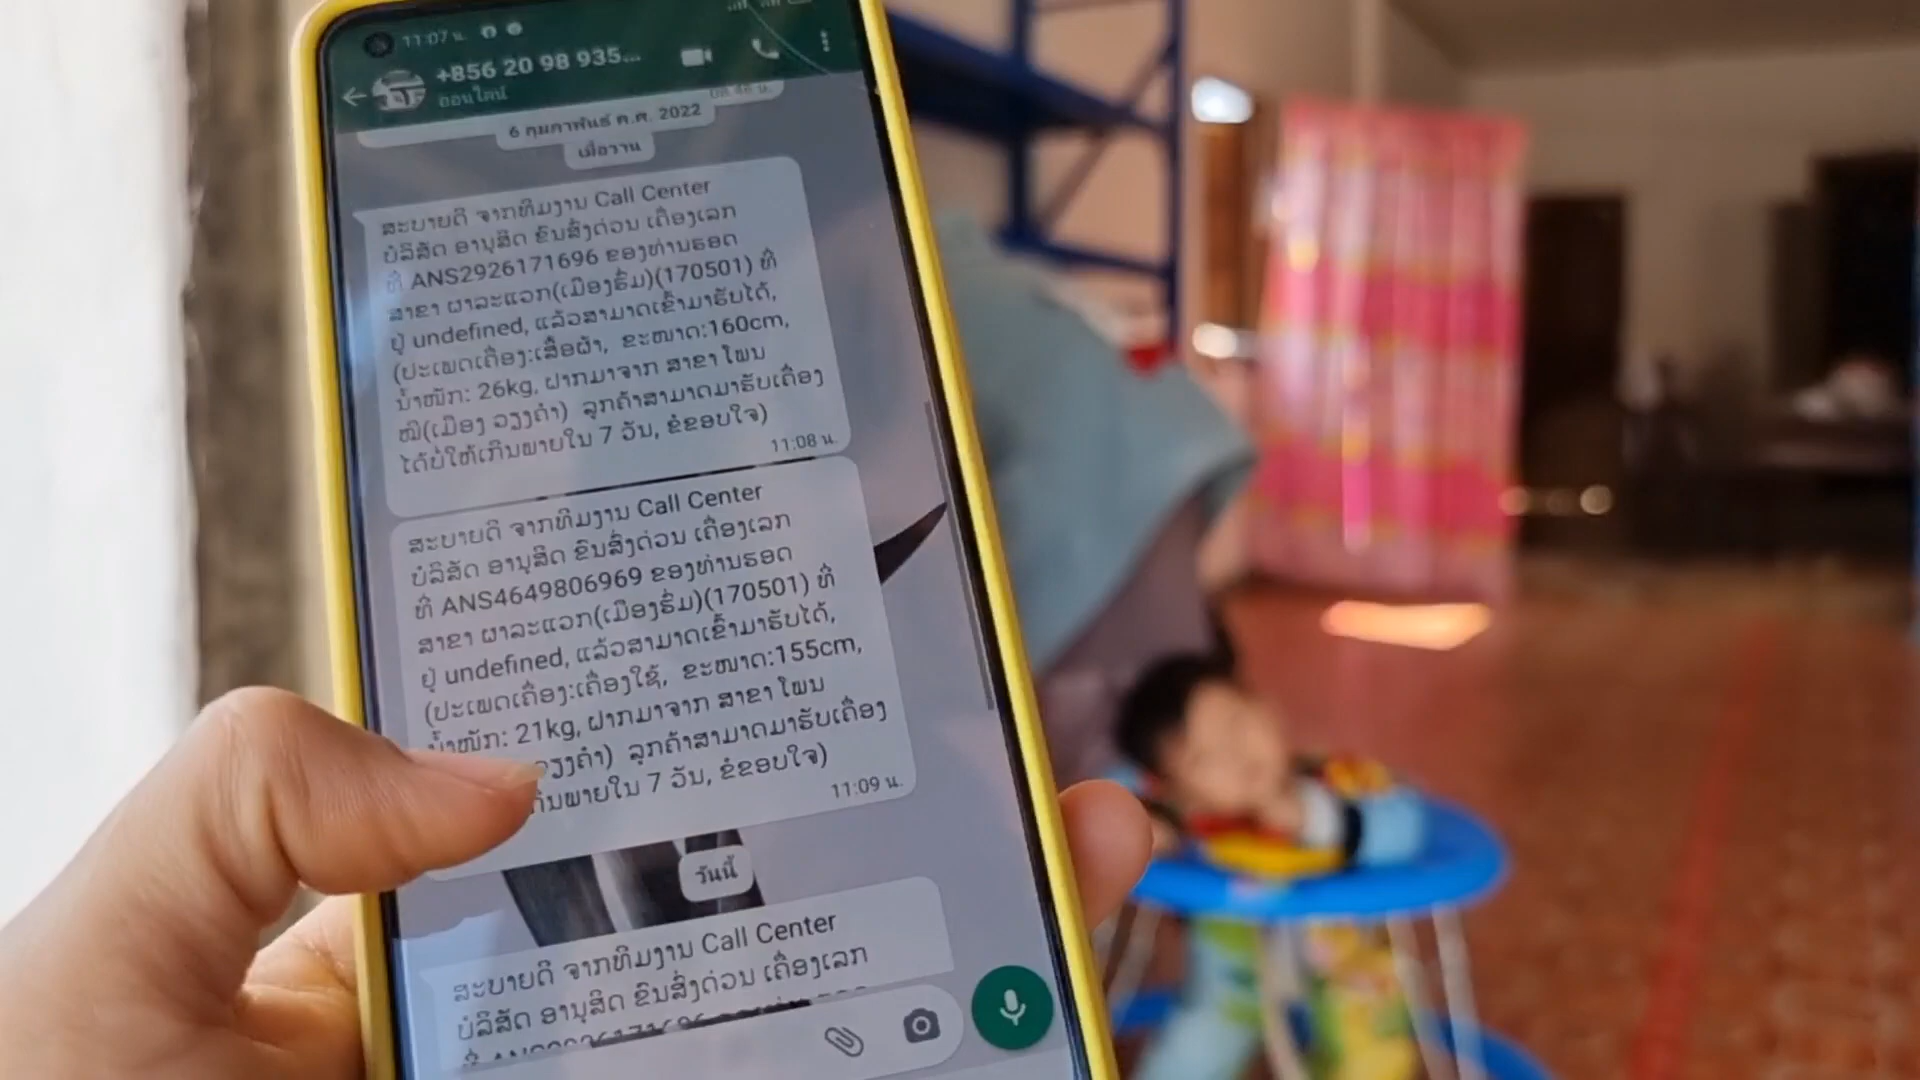 11:07 น.
+856 20 98 935...
ออนไลน์
6 กุมภาพันธ์ ค.ศ. 2022
เมื่อวาน
ສະບາຍດີ ຈາກທິມງານ Call Center
ບໍລິສັດ ອານຸສິດ ຂົນສົ່ງດ່ວນ ເຄື່ອງເລກ
ທີ່ ANS2926171696 ຂອງທ່ານຮອດ
ສາຂາ ຜາລະແວກ(ເມືອງຮົ່ມ)(170501) ທີ່
ຢູ່ undefined, ແລ້ວສາມາດເຂົ້າມາຮັບໄດ້,
(ປະເພດເຄື່ອງ:ເສື້ອຜ້າ, ຂະໜາດ:160cm,
ນ້ຳໜັກ: 26kg, ຝາກມາຈາກ ສາຂາ ໂພນ
ໝີ(ເມືອງ ວຽງຄຳ) ລູກຄ້າສາມາດມາຮັບເຄື່ອງ
ໄດ້ບໍ່ໃຫ້ເກີນພາຍໃນ 7 ວັນ, ຂໍຂອບໃຈ)
11:08 น.
ສະບາຍດີ ຈາກທິມງານ Call Center
ບໍລິສັດ ອານຸສິດ ຂົນສົ່ງດ່ວນ ເຄື່ອງເລກ
ທີ່ ANS4649806969 ຂອງທ່ານຮອດ
ສາຂາ ຜາລະແວກ(ເມືອງຮົ່ມ)(170501) ທີ່
ຢູ່ undefined, ແລ້ວສາມາດເຂົ້າມາຮັບໄດ້,
(ປະເພດເຄື່ອງ:ເຄື່ອງໃຊ້, ຂະໜາດ:155cm,
ນ້ຳໜັກ: 21kg, ຝາກມາຈາກ ສາຂາ ໂພນ
ວຽງຄຳ) ລູກຄ້າສາມາດມາຮັບເຄື່ອງ
ເກີນພາຍໃນ 7 ວັນ, ຂໍຂອບໃຈ)
11:09 น.
วันนี้
ສະບາຍດີ ຈາກທິມງານ Call Center
ບໍລິສັດ ອານຸສິດ ຂົນສົ່ງດ່ວນ ເຄື່ອງເລກ